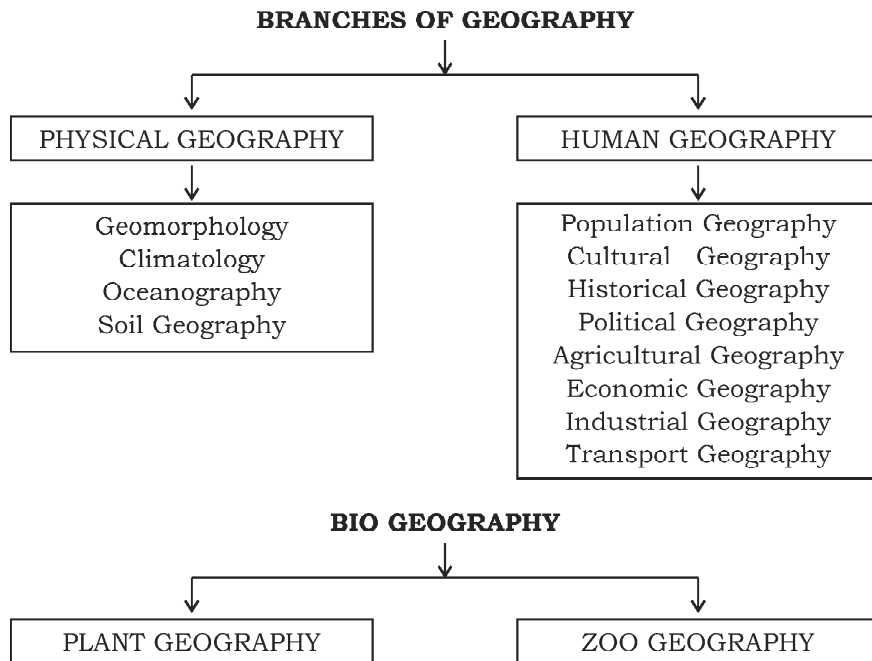 BRANCHES OF GEOGRAPHY
PHYSICAL GEOGRAPHY
HUMAN GEOGRAPHY
Geomorphology
Climatology
Oceanography
Soil Geography
Population Geography
Cultural Geography
Historical Geography
Political Geography
Agricultural Geography
Economic Geography
Industrial Geography
Transport Geography
BIO GEOGRAPHY
PLANT GEOGRAPHY
ZOO GEOGRAPHY